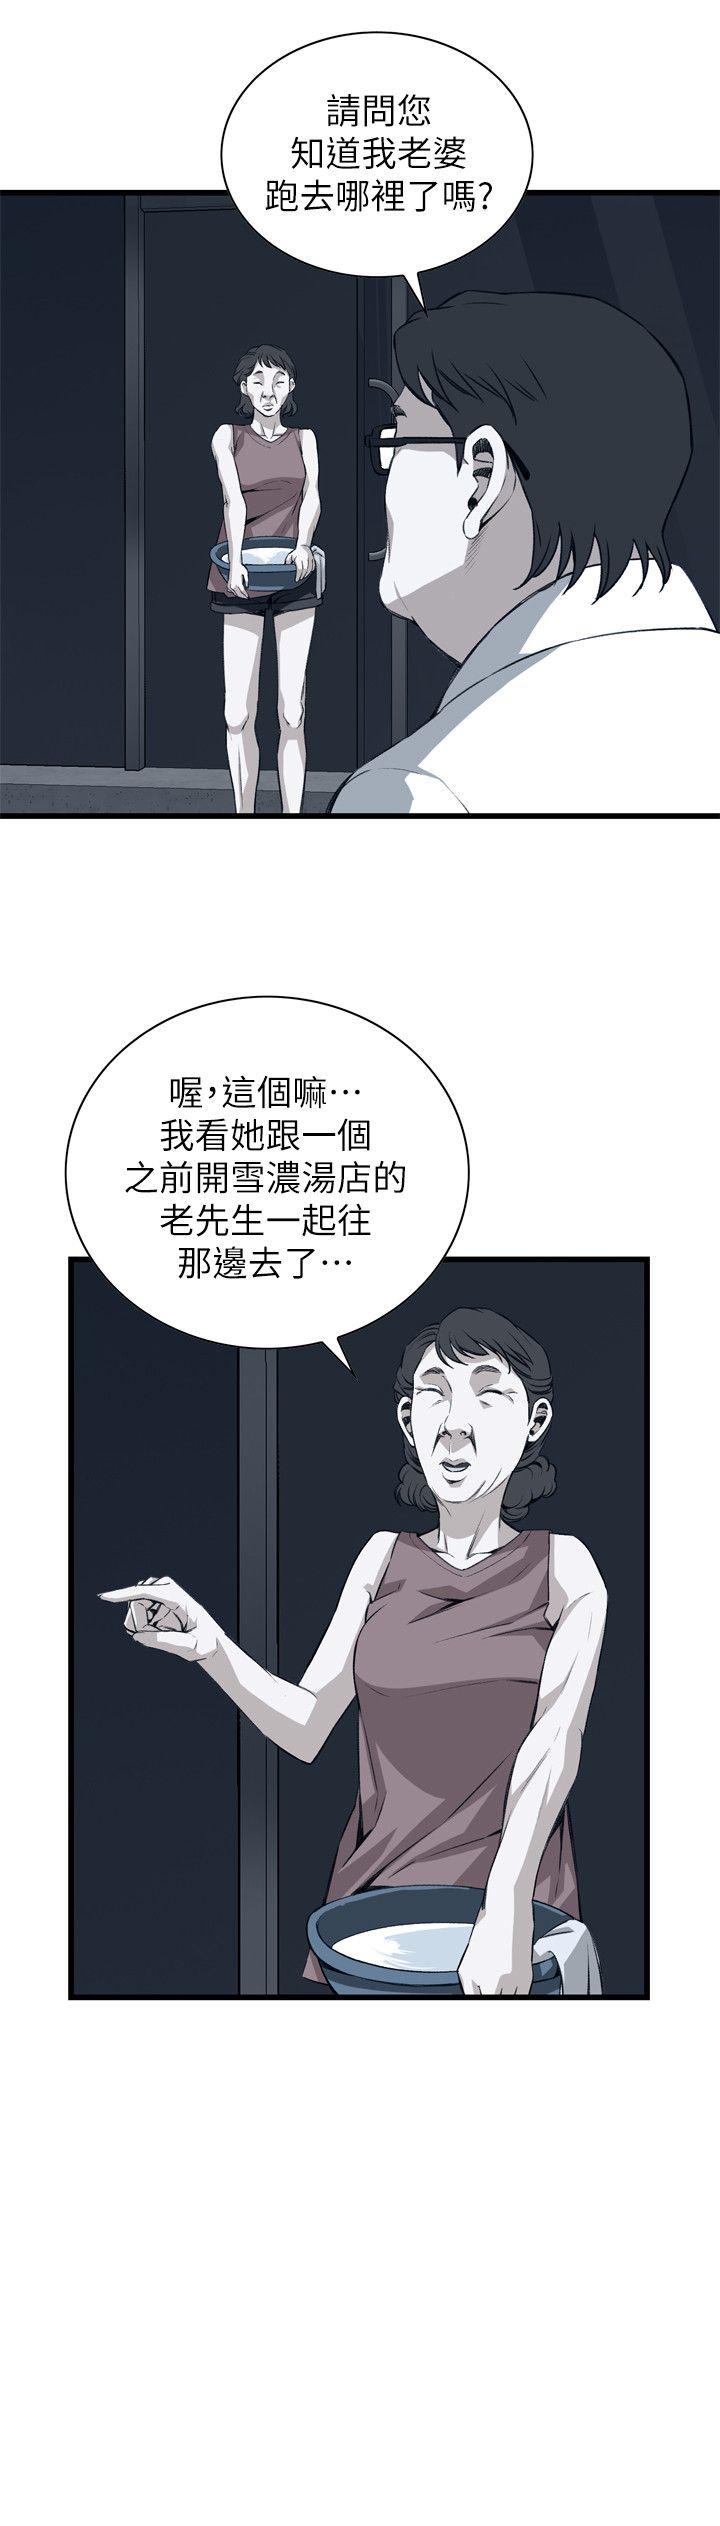 請問您
知道我老婆
跑去哪裡了嗎?
喔,這個嘛…
我看她跟一個
之前開雪濃湯店的
老先生一起往
那邊去了…